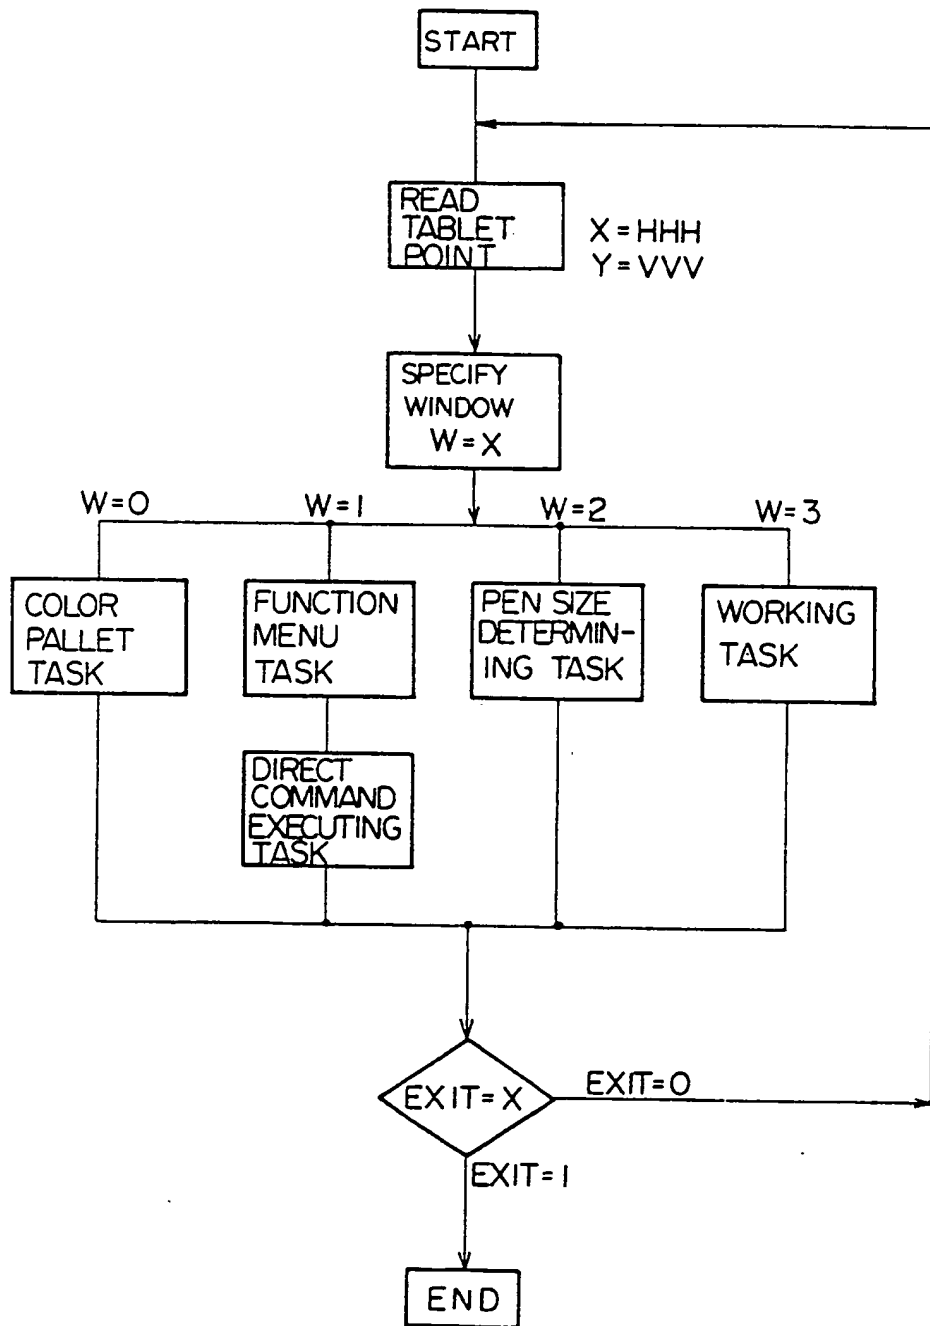 START
READ
TABLET
POINT
X=HHH
Y=VVV
SPECIFY
WINDOW
W=X
W=0
W=1
W=2
W=3
COLOR
PALLET
TASK
FUNCTION
MENU
TASK
PEN SIZE
DETERMIN-
ING TASK
WORKING
TASK
DIRECT
COMMAND
EXECUTING
TASK
EXIT=X
EXIT=0
EXIT=1
END